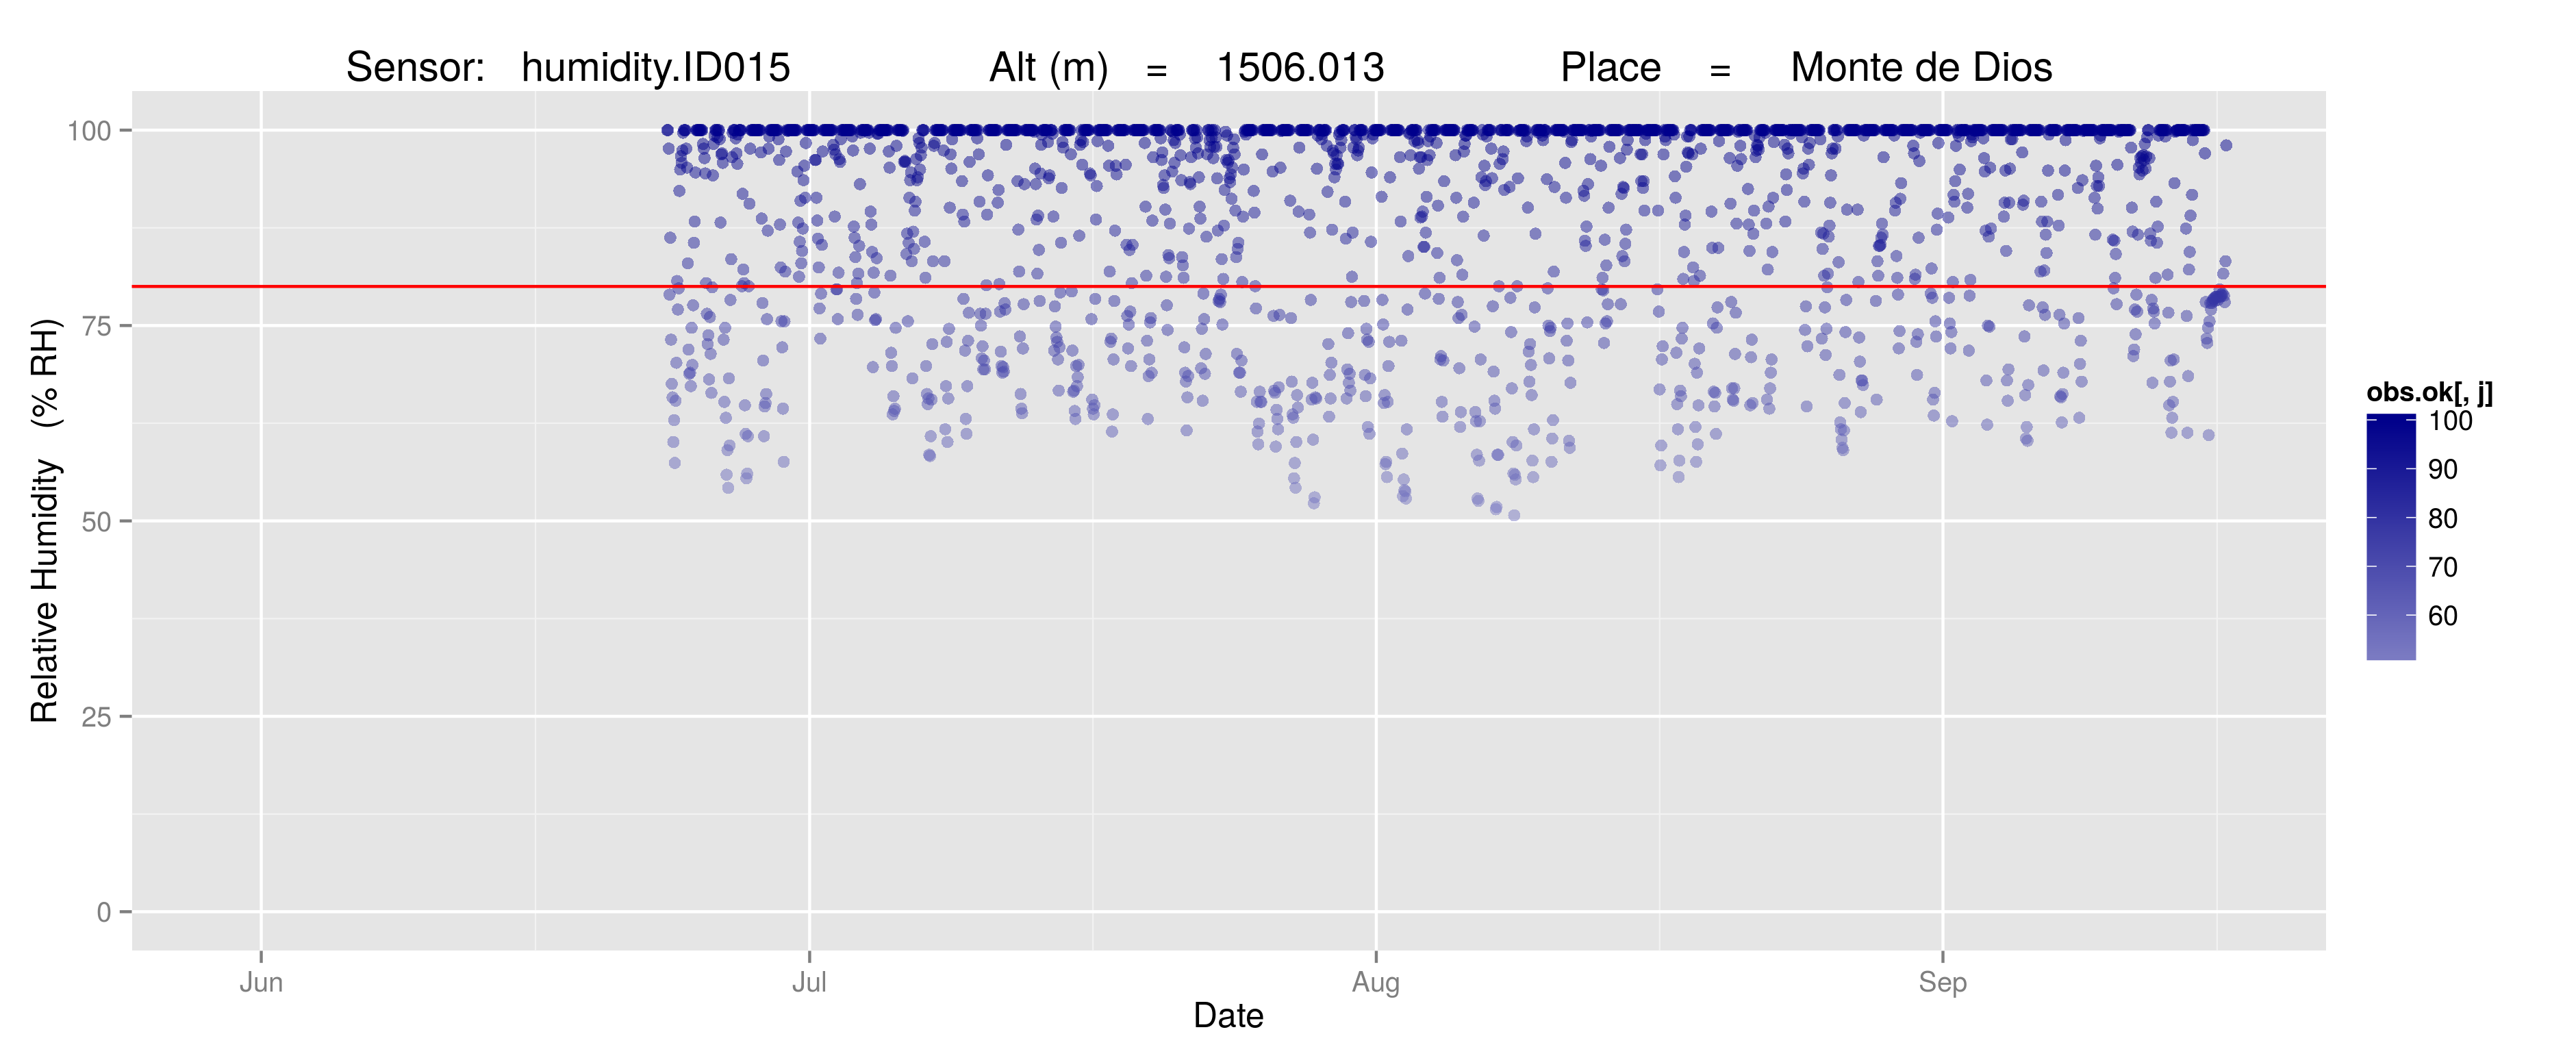 Sensor: humidity.ID015 Alt (m) = 1506.013 Place = Monte de Dios
Relative Humidity (% RH)
100
75
50
25
0
Jun Jul Aug Sep
Date
obs.ok[, j]
100
90
80
70
60